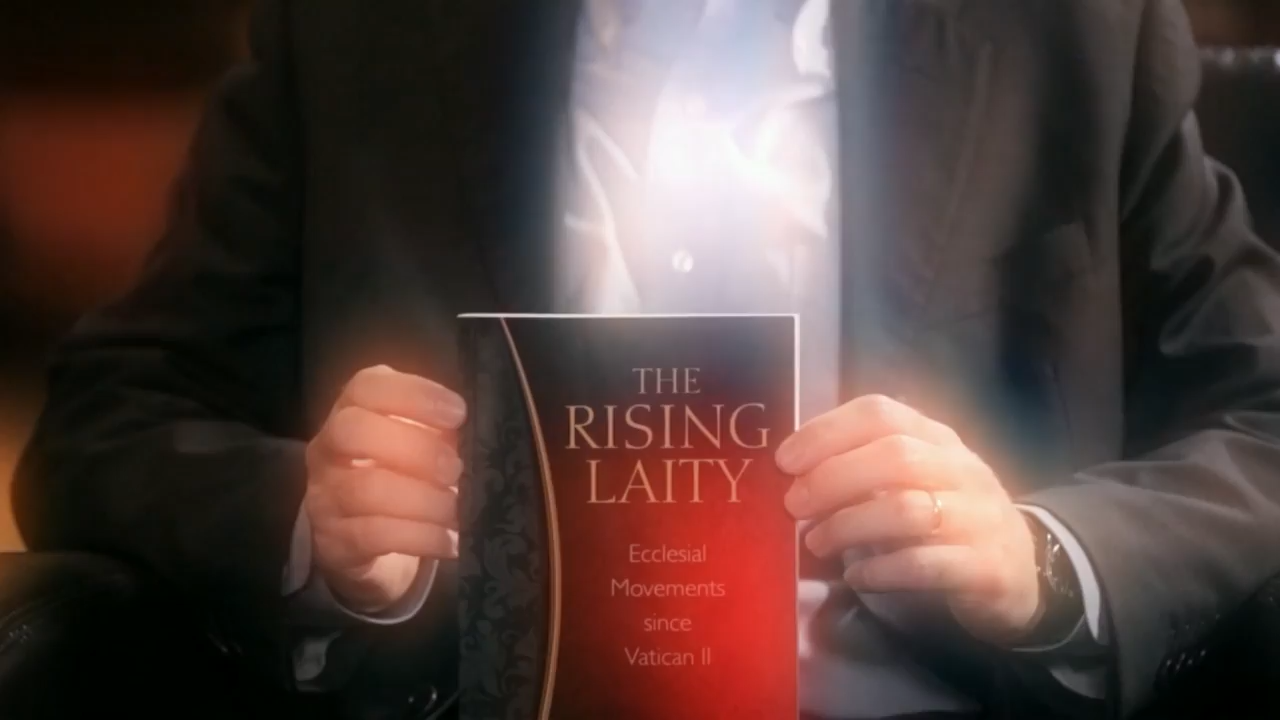 THE
RISING
LAITY
Ecclesial
Movements
since
Vatican II